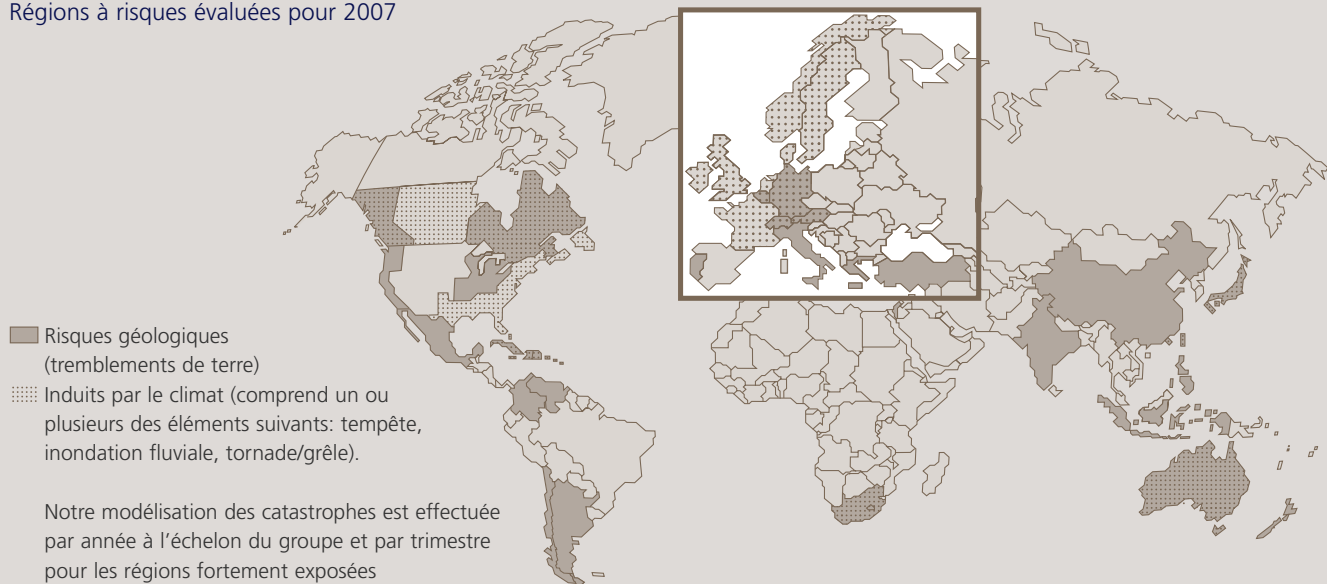 Régions à risques évaluées pour 2007
Risques géologiques
(tremblements de terre)
Induits par le climat (comprend un ou
plusieurs des éléments suivants: tempête,
inondation fluviale, tornade/grêle).
Notre modélisation des catastrophes est effectuée
par année à l'échelon du groupe et par trimestre
pour les régions fortement exposées